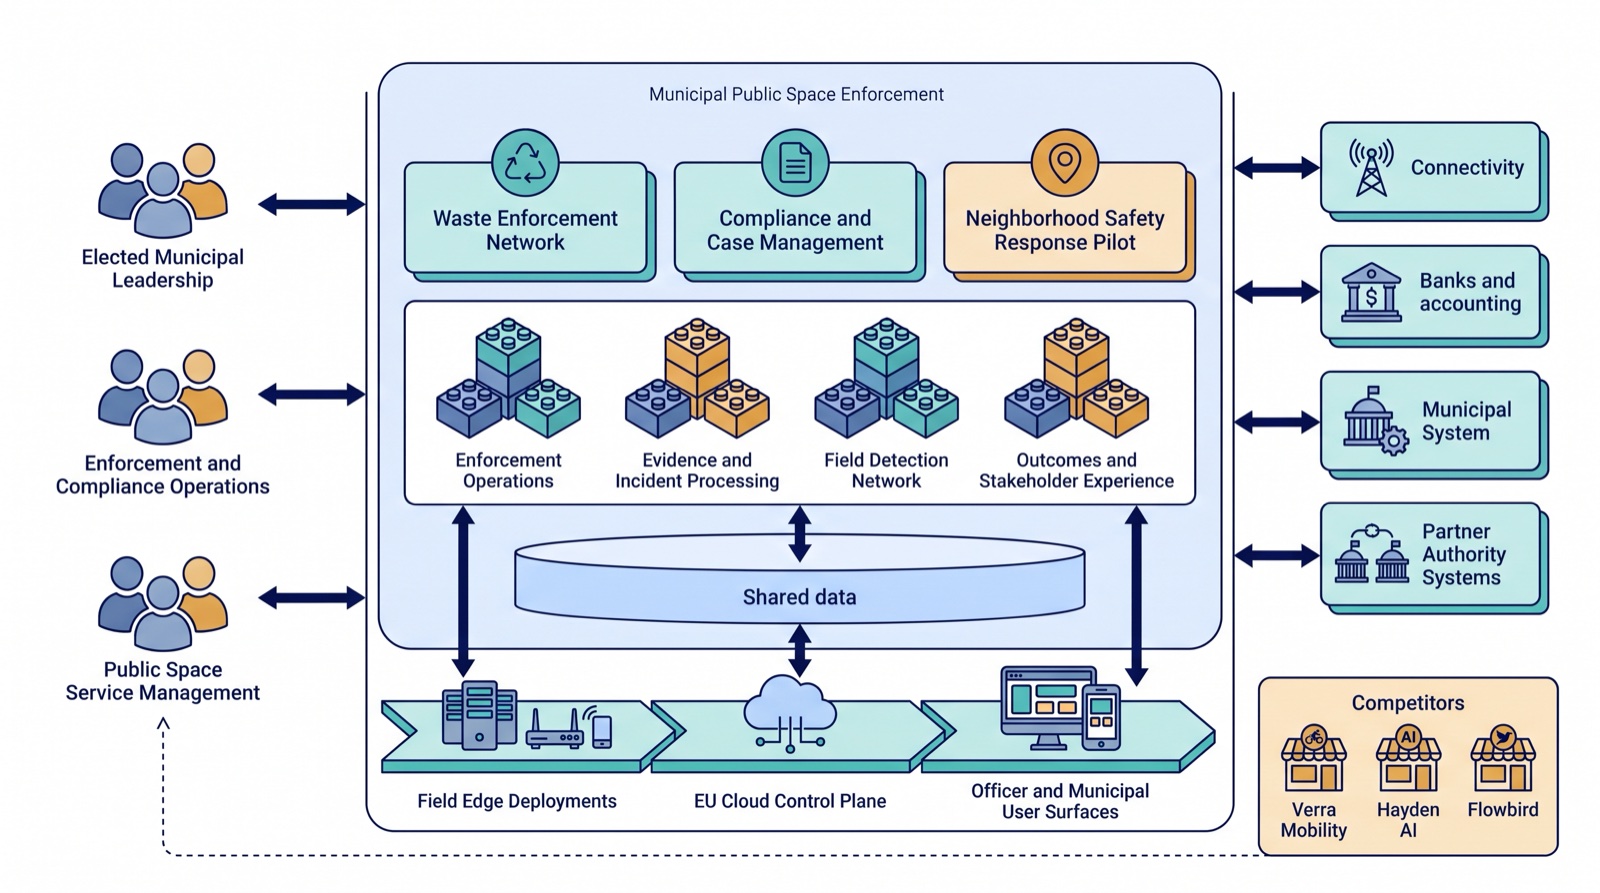 Municipal Public Space Enforcement
Waste Enforcement
Network
Compliance and
Case Management
Neighborhood Safety
Response Pilot
Elected Municipal
Leadership
Enforcement and
Compliance Operations
Public Space
Service Management
Enforcement
Operations
Evidence and
Incident Processing
Field Detection
Network
Outcomes and
Stakeholder Experience
Shared data
Field Edge Deployments
EU Cloud Control Plane
Officer and Municipal
User Surfaces
Connectivity
$
Banks and
accounting
Municipal
System
Partner
Authority
Systems
Competitors
AI
Verra
Mobility
Hayden
AI
Flowbird